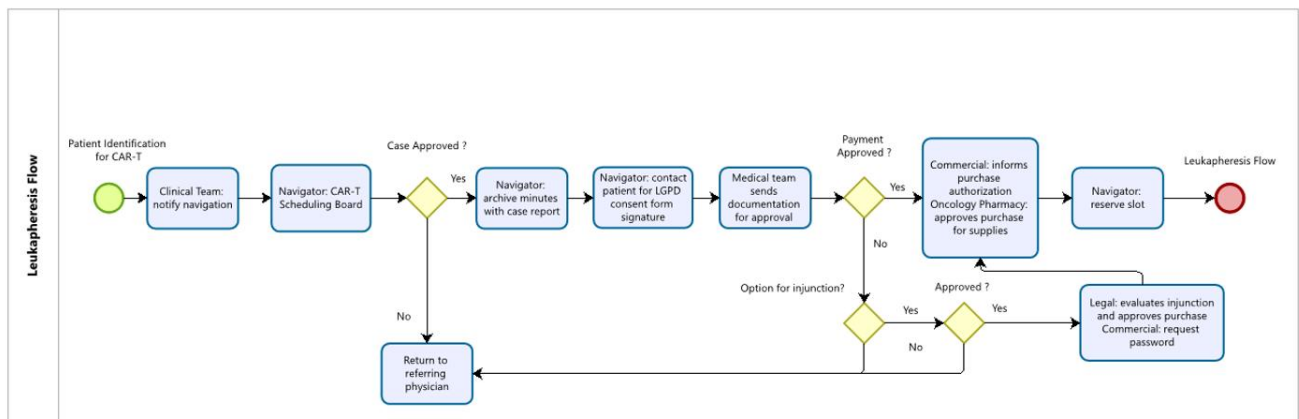 Leukapheresis Flow
Patient Identification
for CAR-T
Clinical Team:
notify navigation
Navigator: CAR-T
Scheduling Board
Case Approved ?
Yes
No
Return to
referring
physician
Navigator:
archive minutes
with case report
Navigator: contact
patient for LGPD
consent form
signature
Medical team
sends
documentation
for approval
Payment
Approved ?
Yes
No
Option for injunction?
Yes
No
Approved ?
Yes
Legal: evaluates injunction
and approves purchase
Commercial: request
password
Commercial: informs
purchase
authorization
Oncology Pharmacy:
approves purchase
for supplies
Navigator:
reserve slot
Leukapheresis Flow